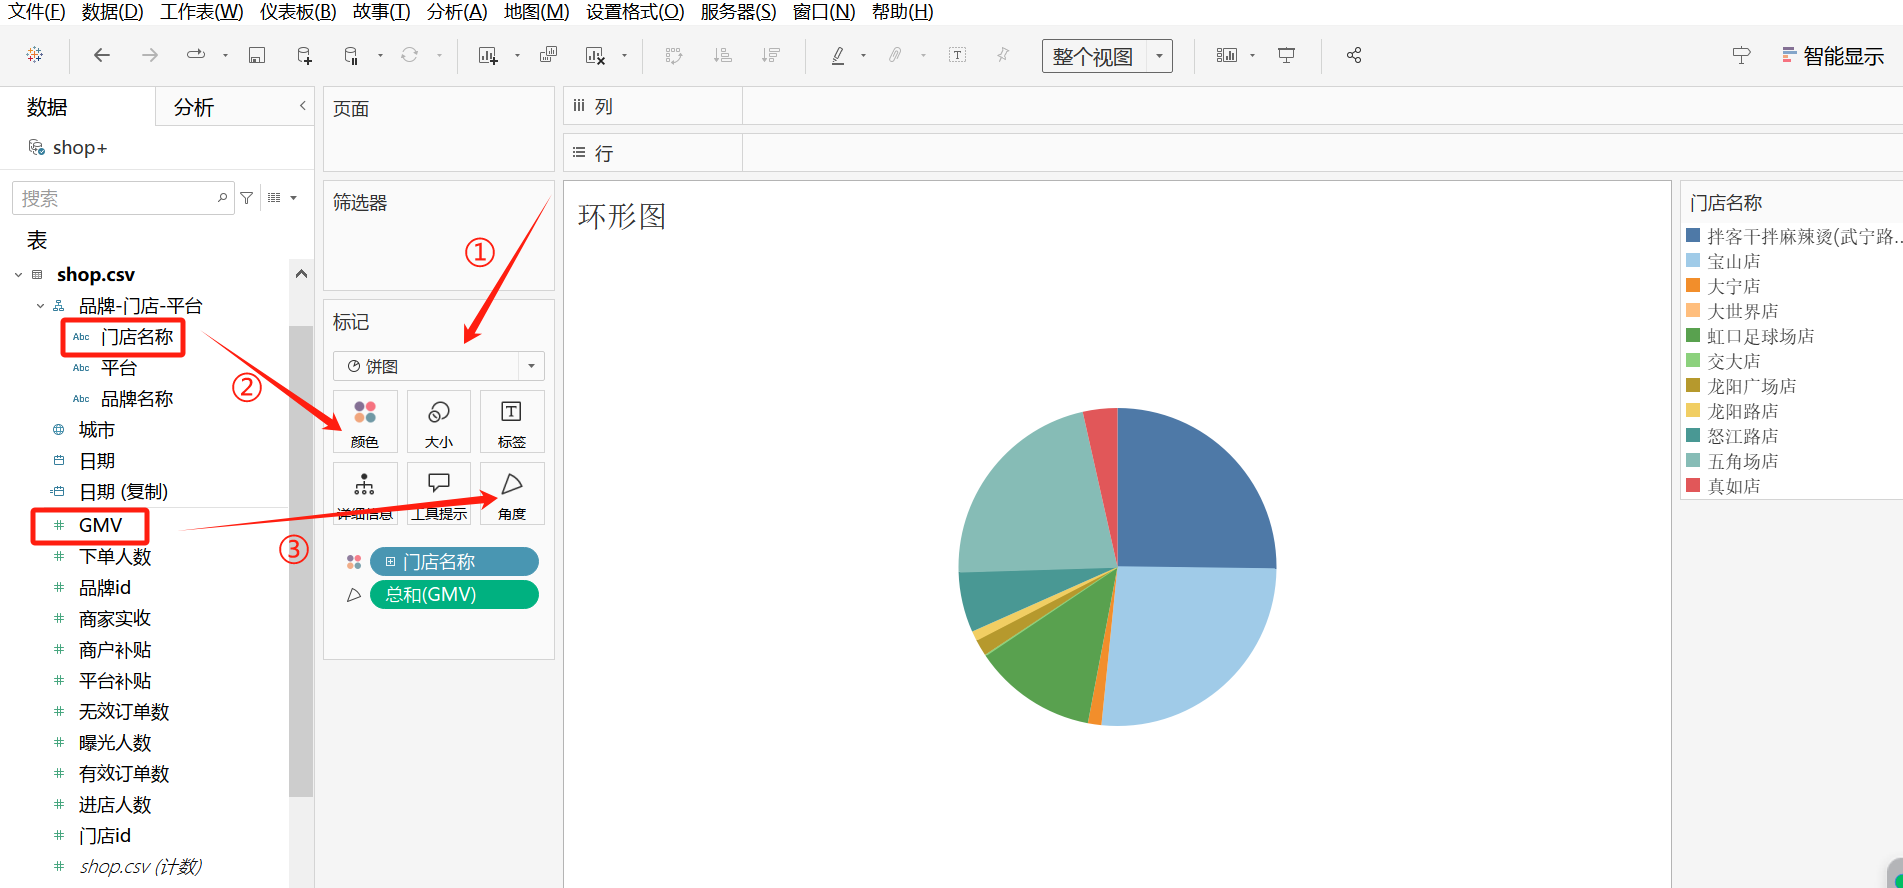 文件(F) 数据(D) 工作表(W) 仪表板(B) 故事(T) 分析(A) 地图(M) 设置格式(O) 服务器(S) 窗口(N) 帮助(H)
整个视图
智能显示
数据
分析
shop+
搜索
表
shop.csv
品牌-门店-平台
Abc 门店名称
Abc 平台
Abc 品牌名称
城市
日期
日期 (复制)
# GMV
# 下单人数
# 品牌id
# 商家实收
# 商户补贴
# 平台补贴
# 无效订单数
# 曝光人数
# 有效订单数
# 进店人数
# 门店id
# shop.csv (计数)
页面
筛选器
①
标记
饼图
②
颜色
大小
标签
详细信息
工具提示
角度
③
门店名称
总和(GMV)
列
行
环形图
门店名称
拌客干拌麻辣烫(武宁路...
宝山店
大宁店
大世界店
虹口足球场店
交大店
龙阳广场店
龙阳路店
怒江路店
五角场店
真如店